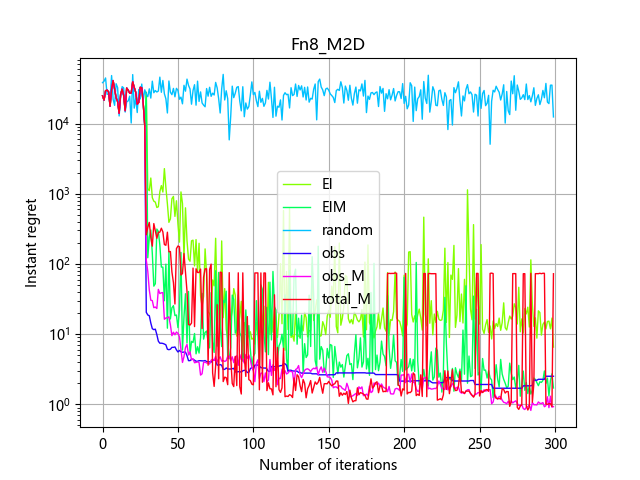 Fn8_M2D
Instant regret
10^4
10^3
10^2
10^1
10^0
EI
EIM
random
obs
obs_M
total_M
0 50 100 150 200 250 300
Number of iterations